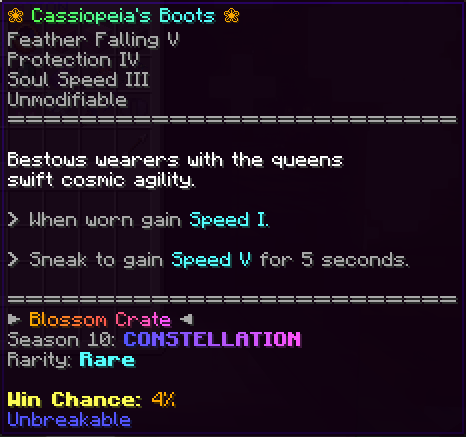 ❀ Cassiopeia's Boots ❀
Feather Falling V
Protection IV
Soul Speed III
Unmodifiable
Bestows wearers with the queens
swift cosmic agility.
> When worn gain Speed I.
> Sneak to gain Speed V for 5 seconds.
► Blossom Crate ◄
Season 10: CONSTELLATION
Rarity: Rare
Win Chance: 4%
Unbreakable